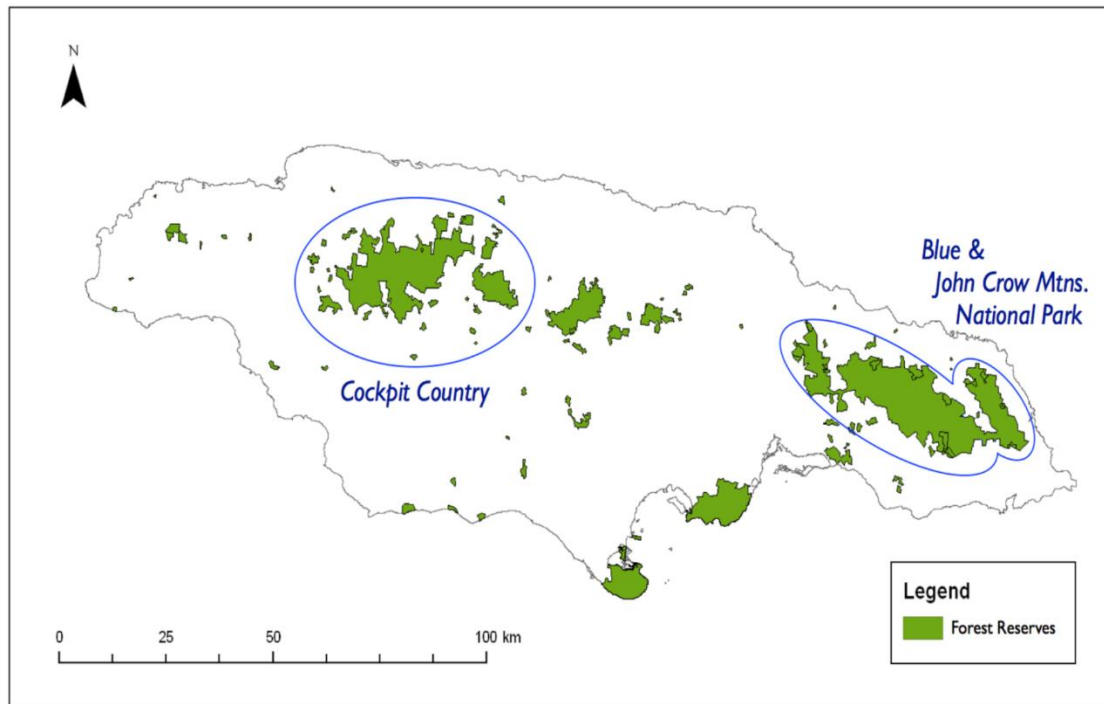 N
Blue &
John Crow Mtns.
National Park
Cockpit Country
0 25 50 100 km
Legend
Forest Reserves